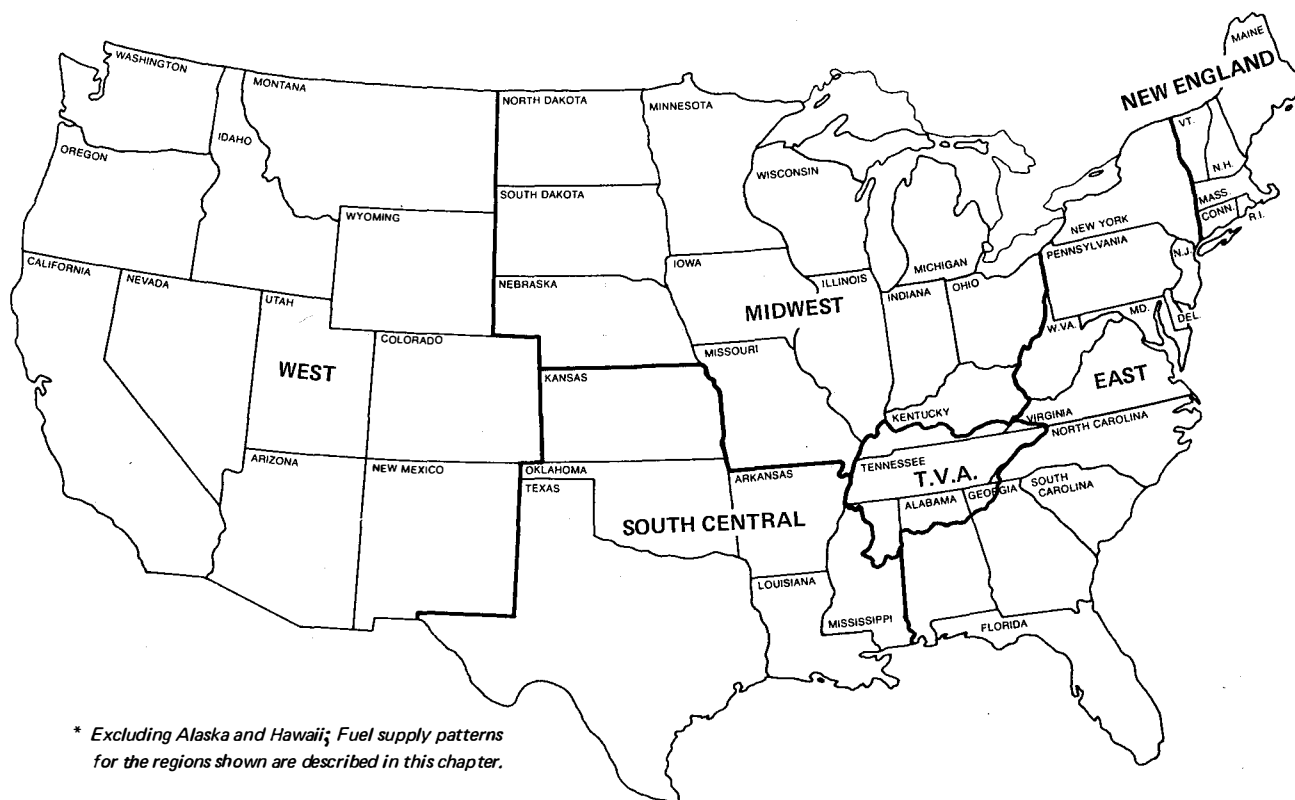 MAINE
NEW ENGLAND
WASHINGTON
MONTANA
NORTH DAKOTA
MINNESOTA
VT.
IDAHO
OREGON
N.H.
WISCONSIN
SOUTH DAKOTA
MASS.
WYOMING
CONN.
R.I.
NEW YORK
PENNSYLVANIA
N.J.
CALIFORNIA
NEVADA
IOWA
MICHIGAN
UTAH
NEBRASKA
ILLINOIS
INDIANA
OHIO
MIDWEST
MD.
DEL.
W.VA.
COLORADO
MISSOURI
WEST
KANSAS
EAST
KENTUCKY
VIRGINIA
NORTH CAROLINA
ARIZONA
NEW MEXICO
OKLAHOMA
TENNESSEE
ARKANSAS
T.V.A.
SOUTH
CAROLINA
TEXAS
ALABAMA
GEORGIA
SOUTH CENTRAL
LOUISIANA
MISSISSIPPI
FLORIDA
* Excluding Alaska and Hawaii; Fuel supply patterns
for the regions shown are described in this chapter.